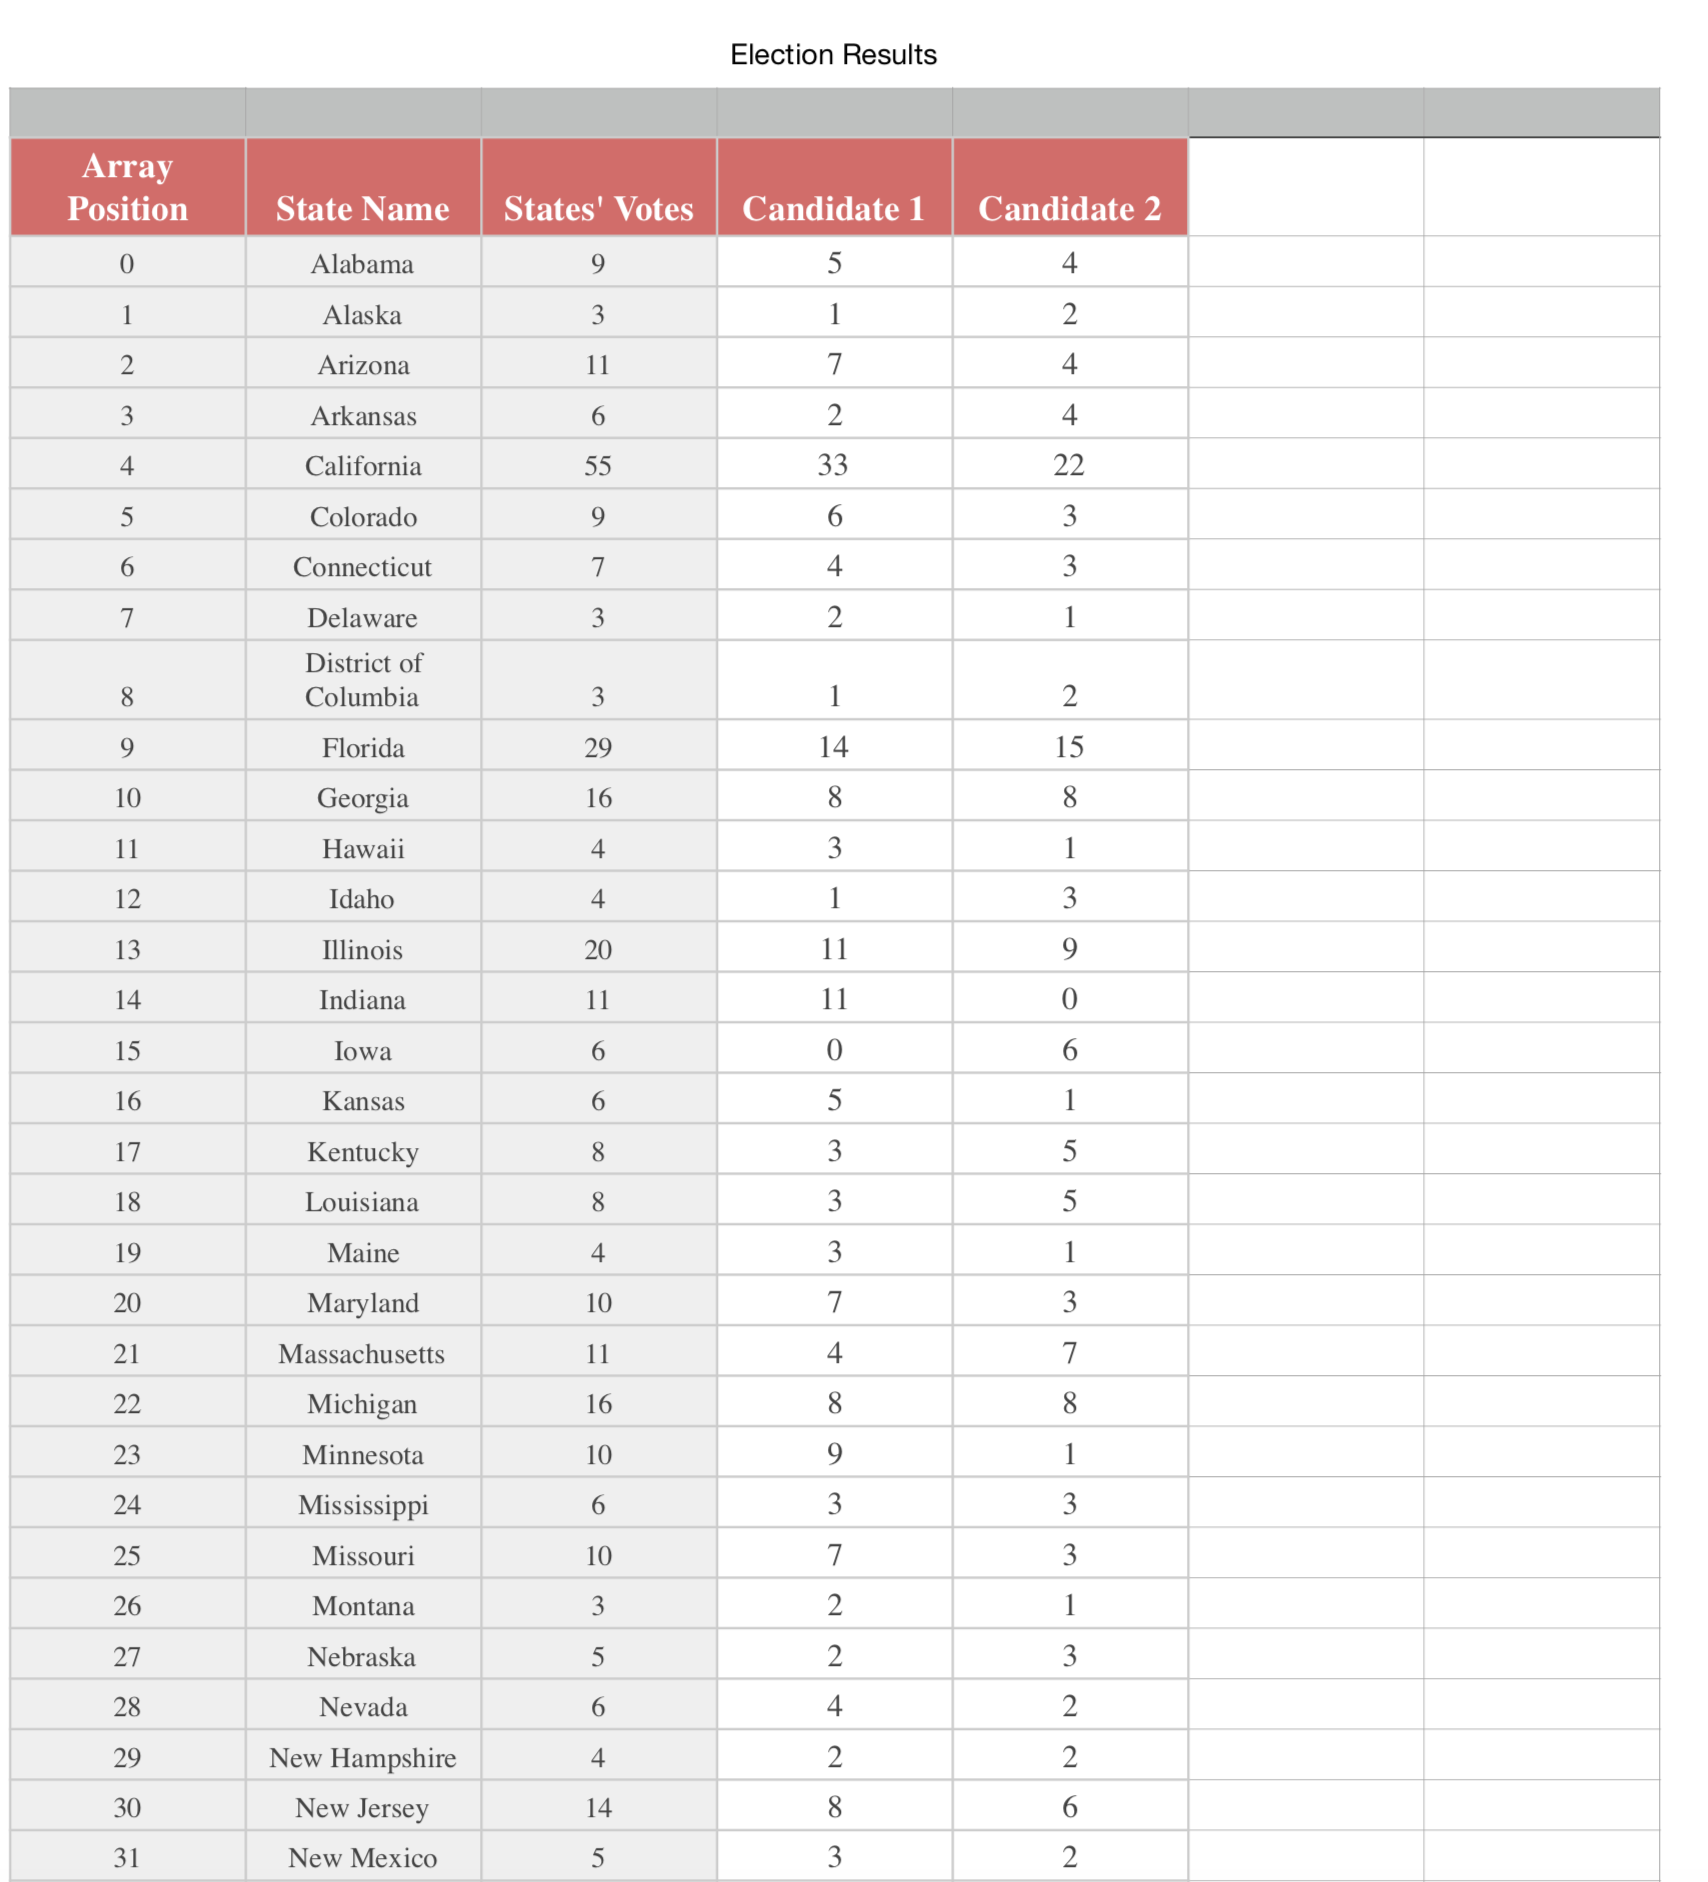 Election Results
Array
Position State Name States' Votes Candidate 1 Candidate 2
0 Alabama 9 5 4
1 Alaska 3 1 2
2 Arizona 11 7 4
3 Arkansas 6 2 4
4 California 55 33 22
5 Colorado 9 6 3
6 Connecticut 7 4 3
7 Delaware 3 2 1
District of
8 Columbia 3 1 2
9 Florida 29 14 15
10 Georgia 16 8 8
11 Hawaii 4 3 1
12 Idaho 4 1 3
13 Illinois 20 11 9
14 Indiana 11 11 0
15 Iowa 6 0 6
16 Kansas 6 5 1
17 Kentucky 8 3 5
18 Louisiana 8 3 5
19 Maine 4 3 1
20 Maryland 10 7 3
21 Massachusetts 11 4 7
22 Michigan 16 8 8
23 Minnesota 10 9 1
24 Mississippi 6 3 3
25 Missouri 10 7 3
26 Montana 3 2 1
27 Nebraska 5 2 3
28 Nevada 6 4 2
29 New Hampshire 4 2 2
30 New Jersey 14 8 6
31 New Mexico 5 3 2